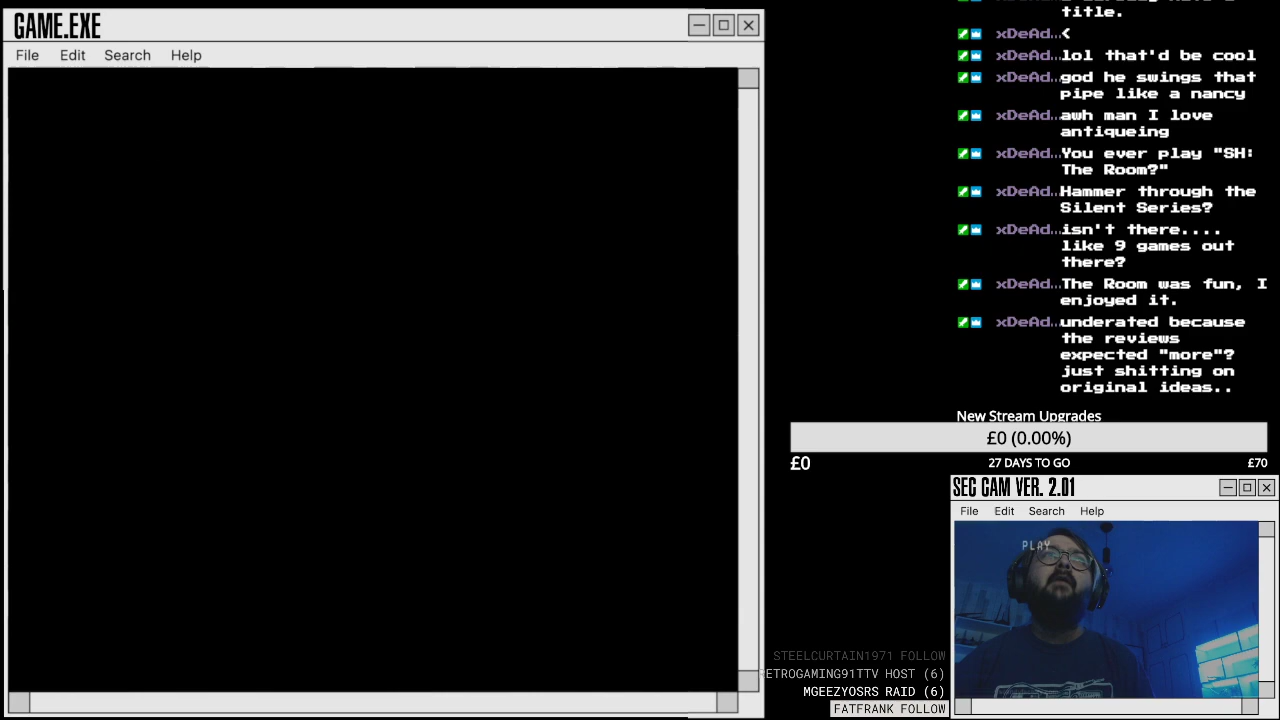 GAME.EXE
File Edit Search Help
title.
xDeAd...<
xDeAd...lol that'd be cool
xDeAd...god he swings that
pipe like a nancy
xDeAd...awh man I love
antiqueing
xDeAd...You ever play "SH:
The Room?"
xDeAd...Hammer through the
Silent Series?
xDeAd...isn't there....
like 9 games out
there?
xDeAd...The Room was fun, I
enjoyed it.
xDeAd...underated because
the reviews
expected "more"?
just shitting on
original ideas..
New Stream Upgrades
£0 (0.00%)
£0 27 DAYS TO GO £70
SEC CAM VER. 2.01
File Edit Search Help
PLAY
STEELCURTAIN1971 FOLLOW
ETROGAMING91TTV HOST (6)
MGEEZYOSRS RAID (6)
FATFRANK FOLLOW